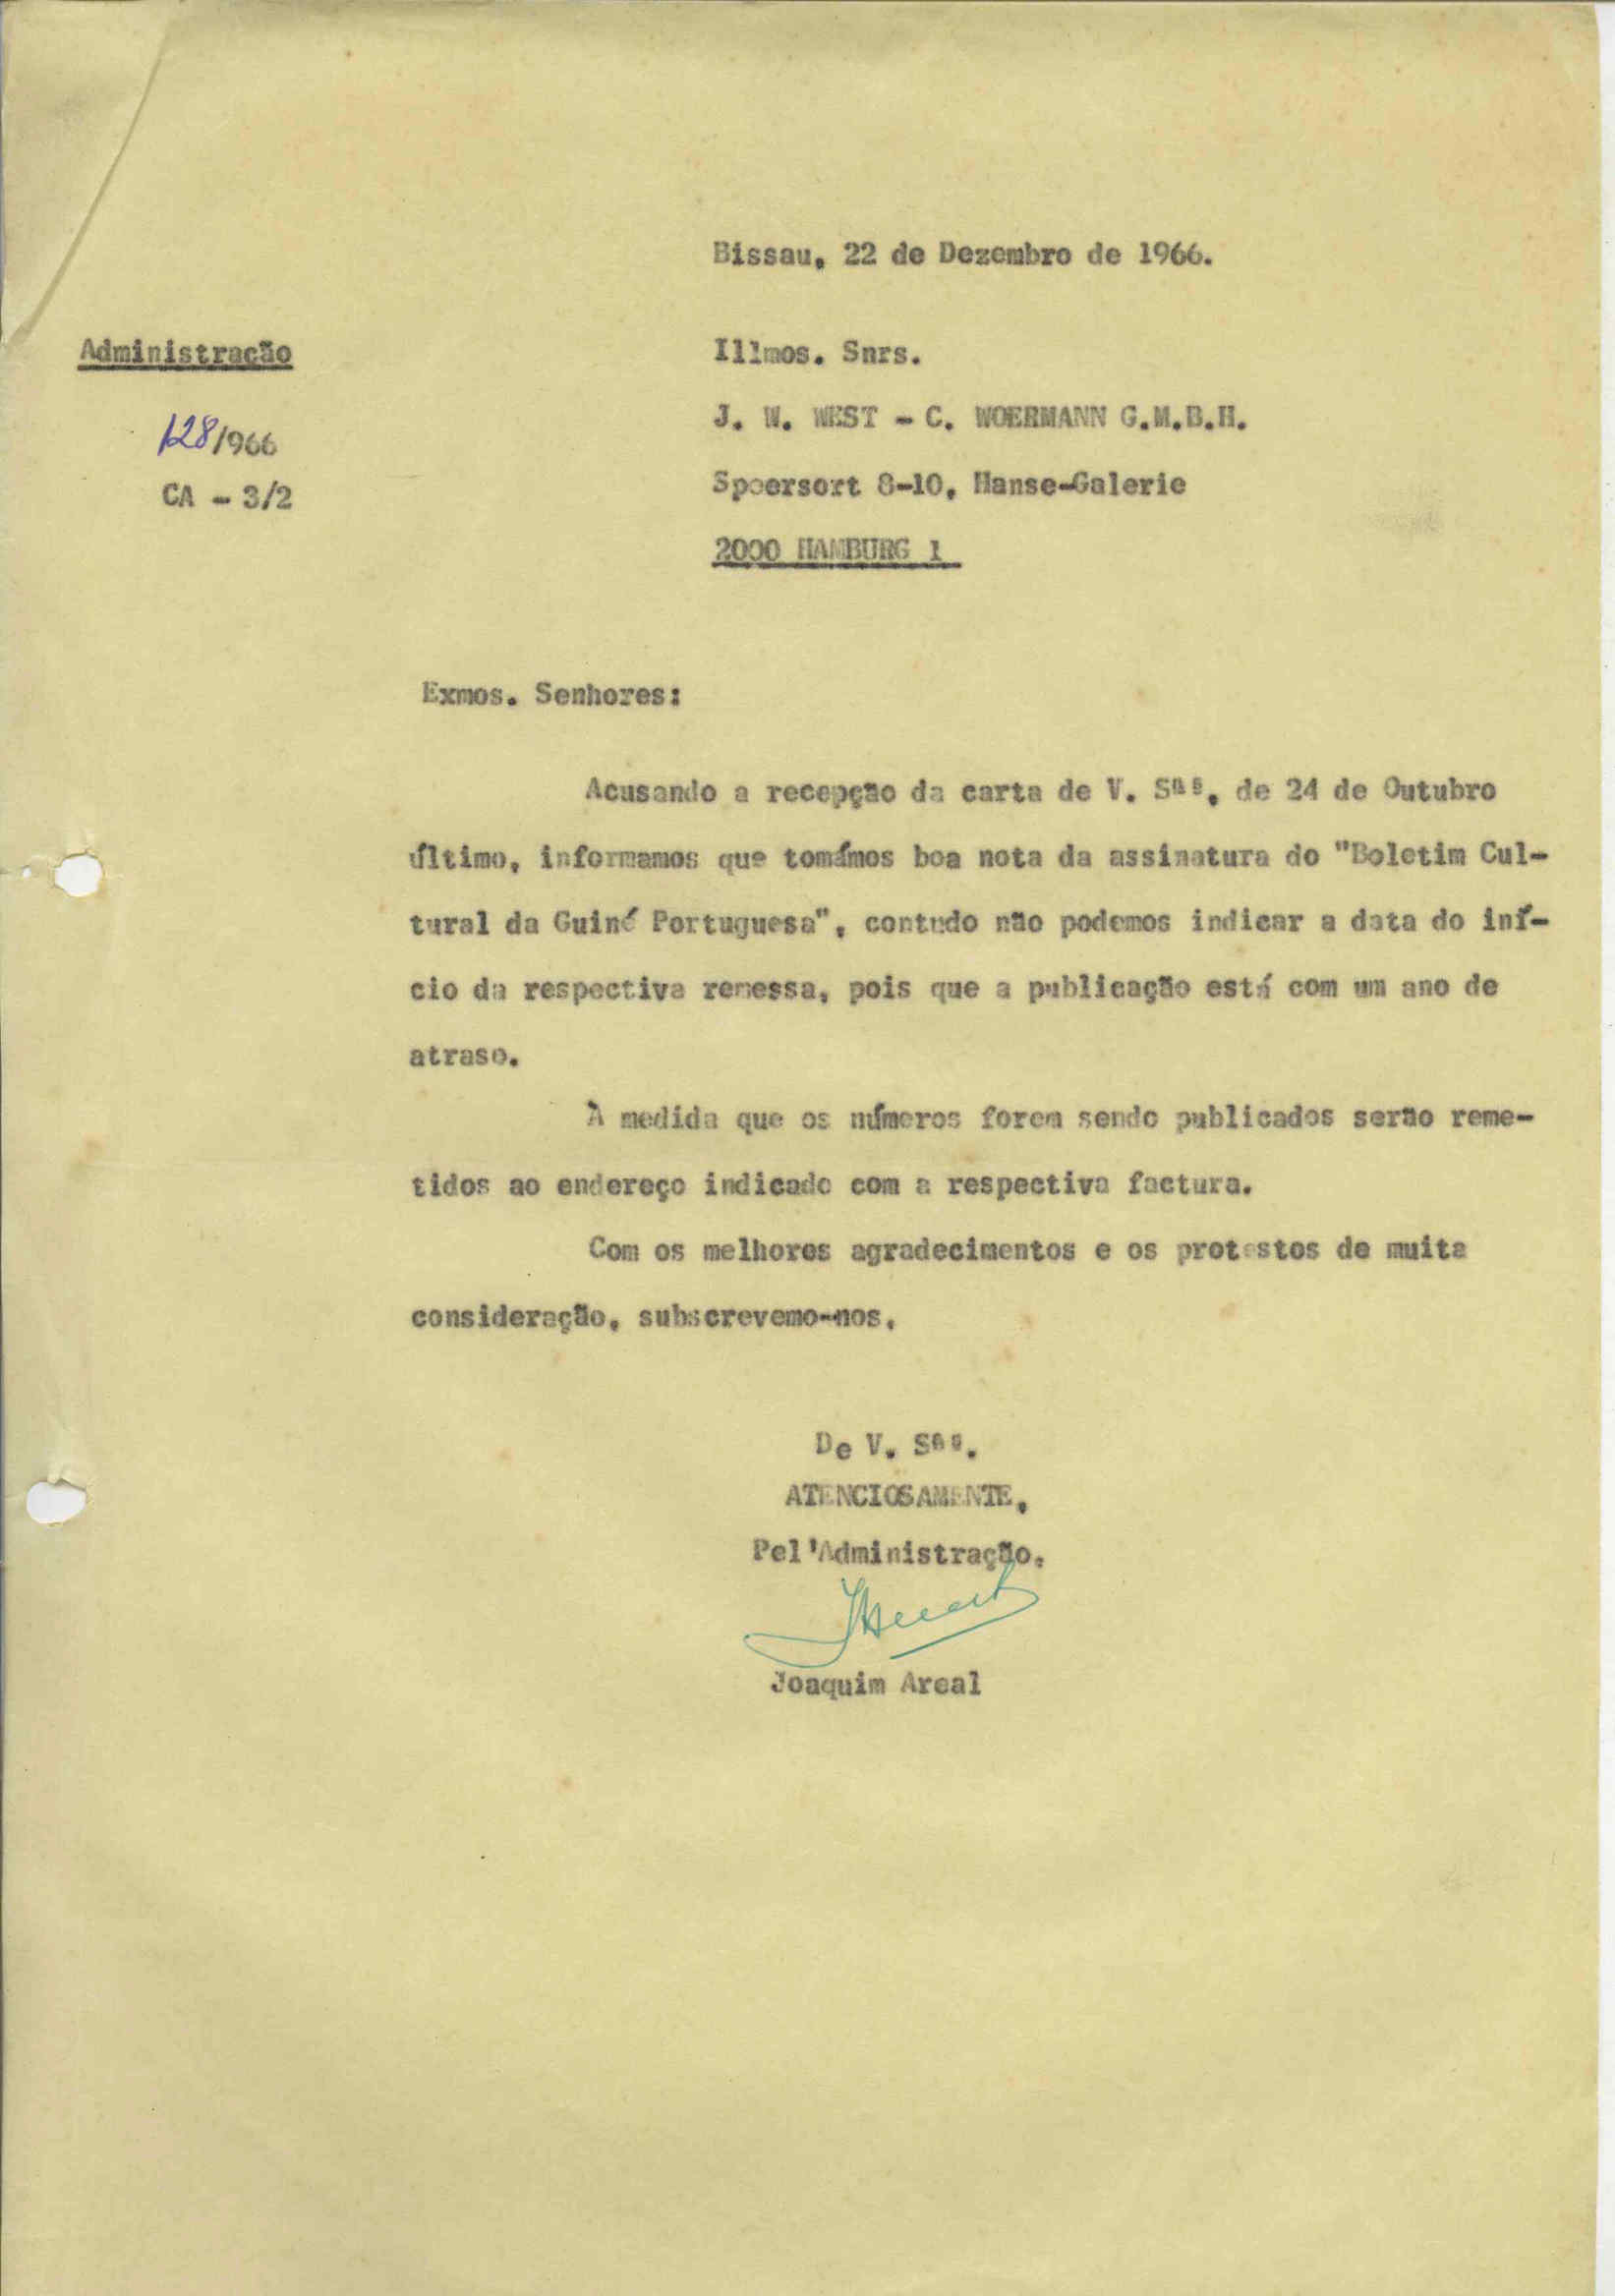 Bissau, 22 de Dezembro de 1966.
Administração
Illmos. Snrs.
128/966
J. W. WEST - C. WOERMANN G.M.B.H.
CA - 3/2
Speersort 8-10, Hanse-Galerie
2000 HAMBURG 1
Exmos. Senhores:
Acusando a recepção da carta de V. Sªs, de 24 de Outubro
último, informamos que tomámos boa nota da assinatura do "Boletim Cul-
tural da Guiné Portuguesa", contudo não podemos indicar a data do iní-
cio da respectiva remessa, pois que a publicação está com um ano de
atraso.
À medida que os números forem sendo publicados serão reme-
tidos ao endereço indicado com a respectiva factura.
Com os melhores agradecimentos e os protestos de muita
consideração, subscrevemo-nos,
De V. Sªs.
ATENCIOSAMENTE,
Pel'Administração,
Joaquim Areal